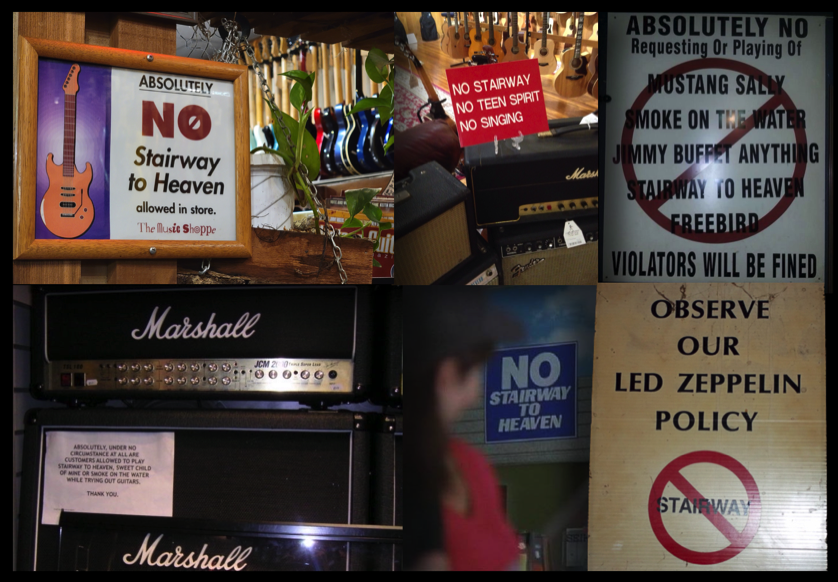 ABSOLUTELY
NO
Stairway
to Heaven
allowed in store.
The Music Shoppe
NO STAIRWAY
NO TEEN SPIRIT
NO SINGING
Marsh
ABSOLUTELY NO
Requesting Or Playing Of
MUSTANG SALLY
SMOKE ON THE WATER
JIMMY BUFFET ANYTHING
STAIRWAY TO HEAVEN
FREEBIRD
VIOLATORS WILL BE FINED
Marshall
JCM 2000
ABSOLUTELY, UNDER NO
CIRCUMSTANCE AT ALL ARE
CUSTOMERS ALLOWED TO PLAY
STAIRWAY TO HEAVEN, SWEET CHILD
OF MINE OR SMOKE ON THE WATER
WHILE TRYING OUT GUITARS.
THANK YOU.
Marshall
NO
STAIRWAY
TO
HEAVEN
OBSERVE
OUR
LED ZEPPELIN
POLICY
STAIRWAY